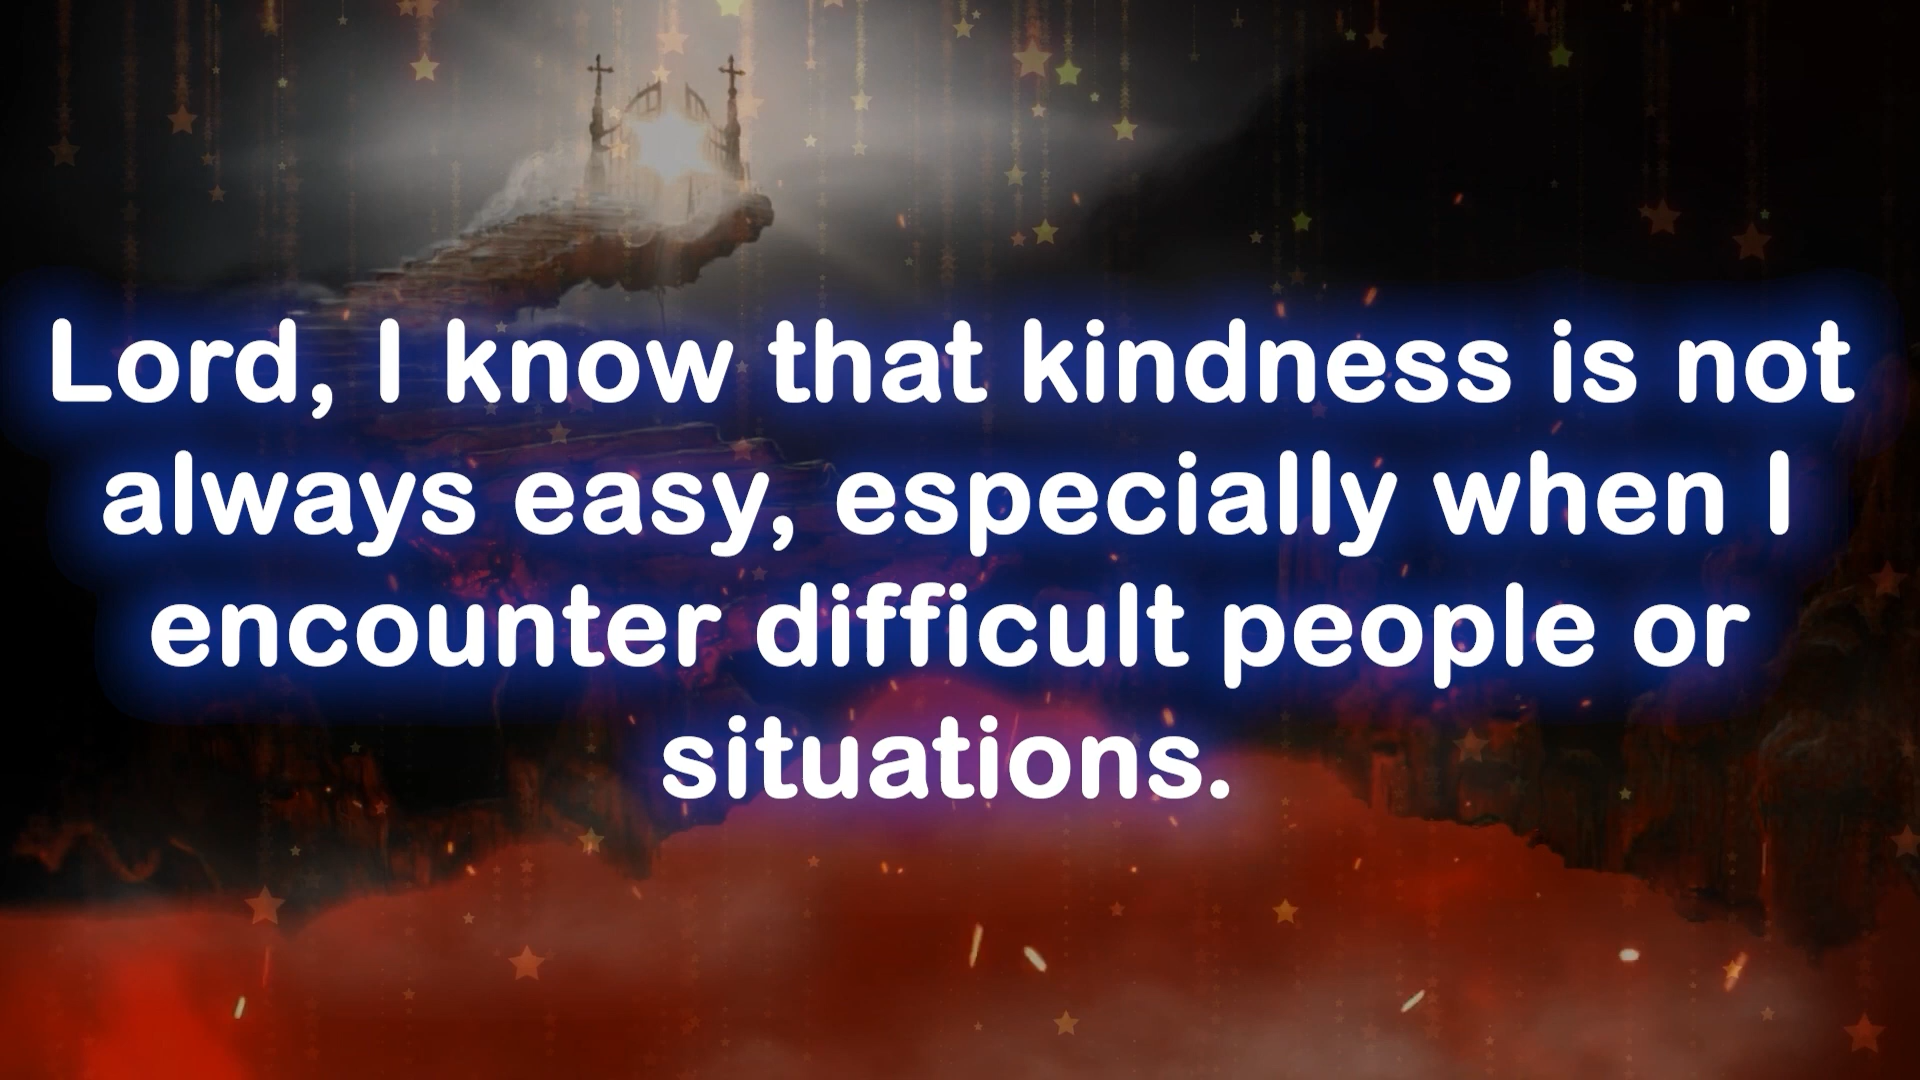 Lord, I know that kindness is not
always easy, especially when I
encounter difficult people or
situations.